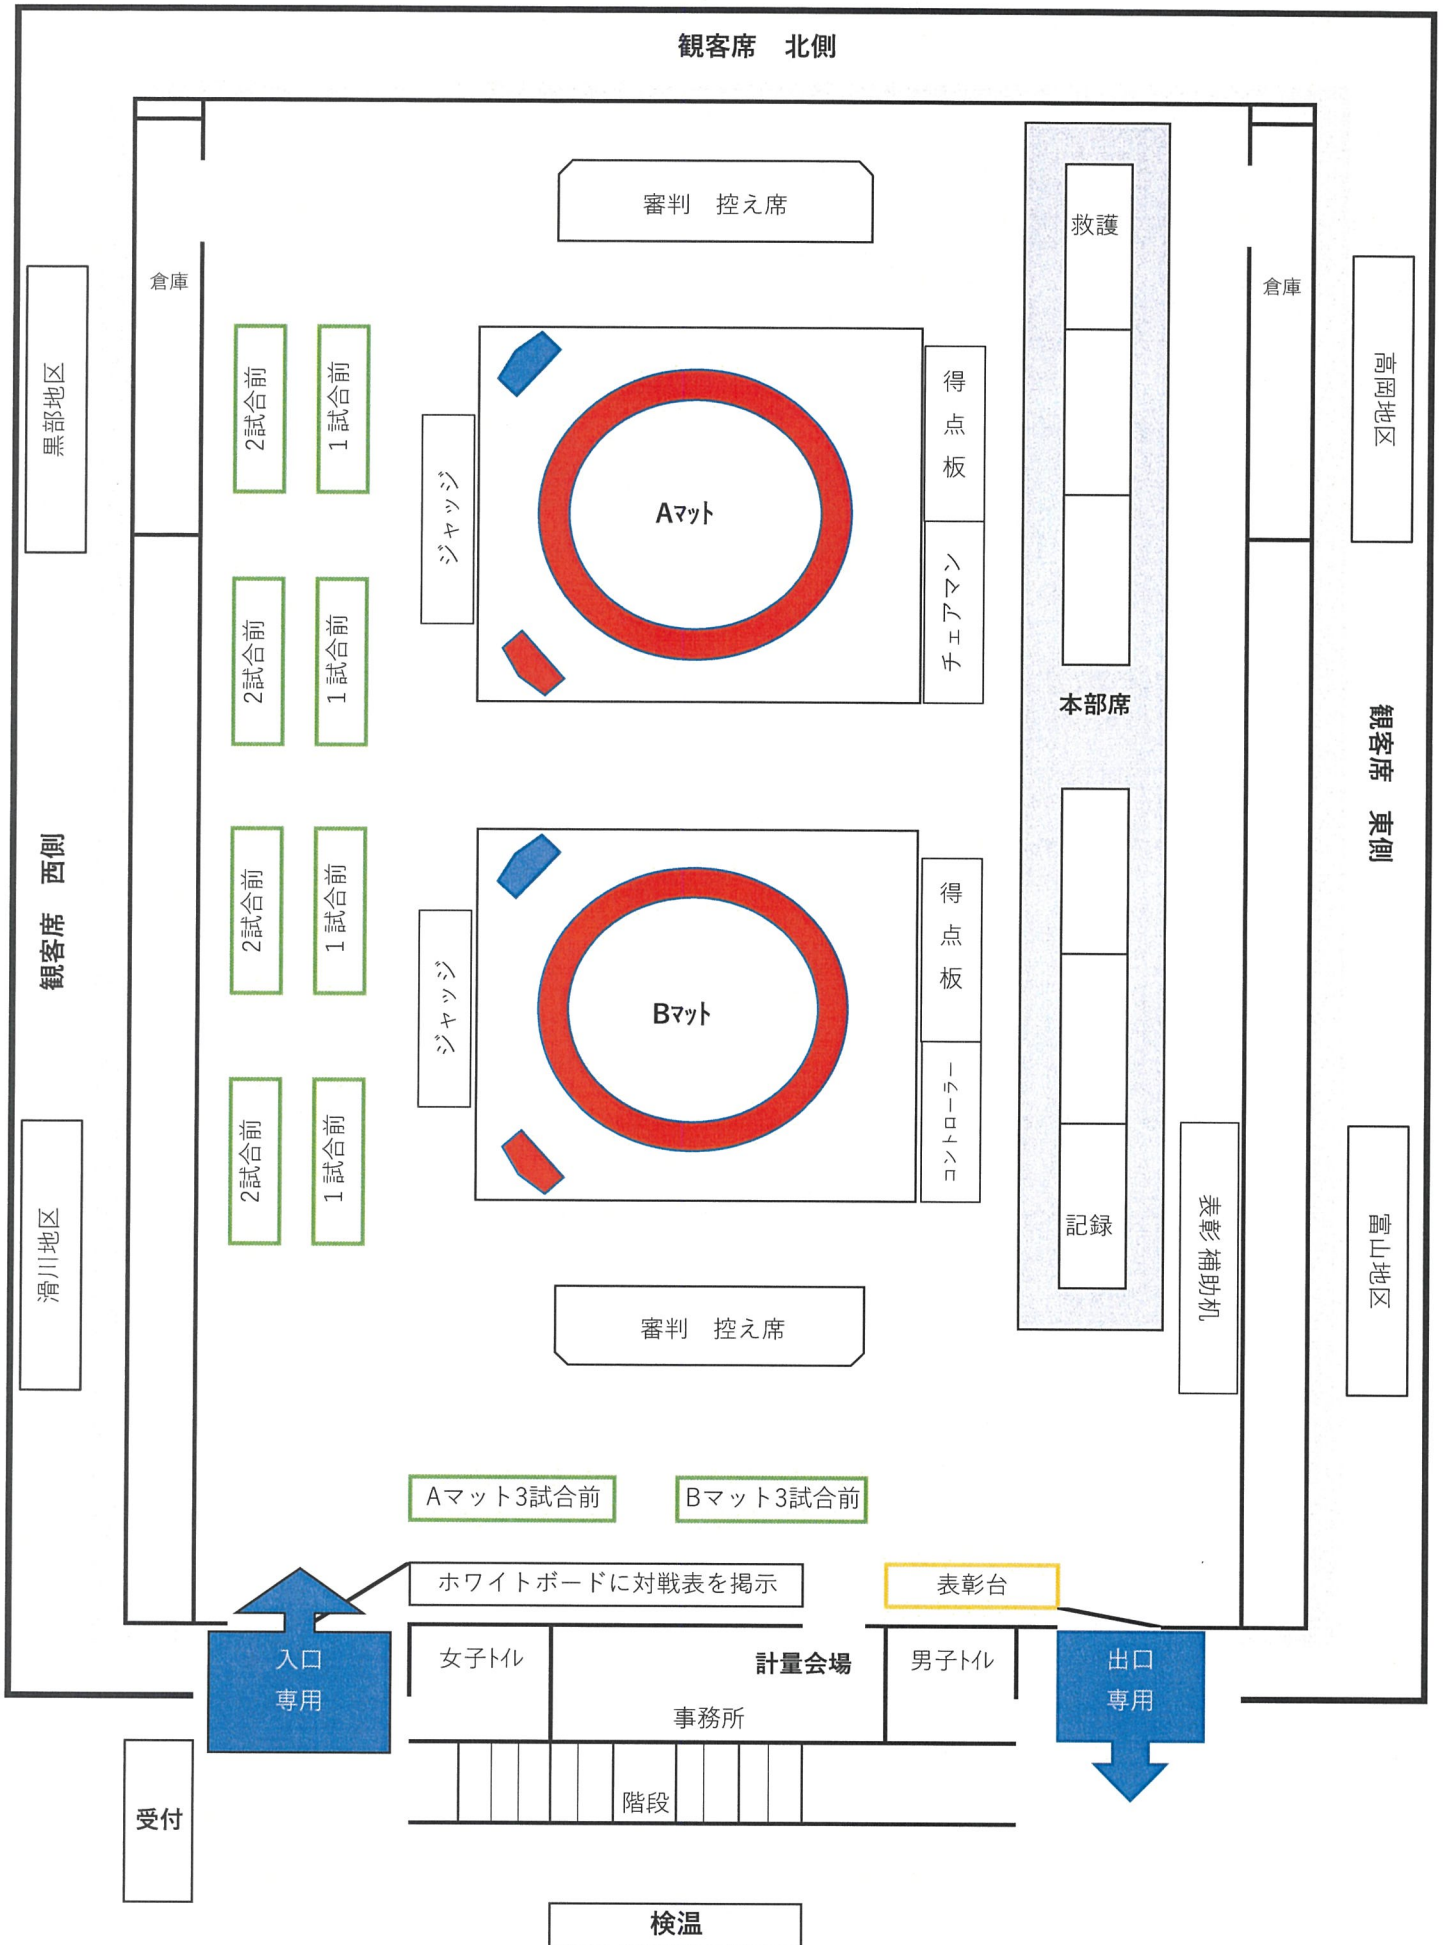 観客席　北側
審判　控え席
救護
倉庫
倉庫
黒部地区
2試合前
1試合前
ジャッジ
Aマット
得点板
チェアマン
高岡地区
2試合前
1試合前
本部席
観客席　東側
観客席　西側
2試合前
1試合前
ジャッジ
Bマット
得点板
コントローラー
2試合前
1試合前
滑川地区
記録
表彰補助机
富山地区
審判　控え席
Aマット3試合前
Bマット3試合前
ホワイトボードに対戦表を掲示
表彰台
入口
専用
女子トイレ
計量会場
男子トイレ
出口
専用
事務所
階段
受付
検温